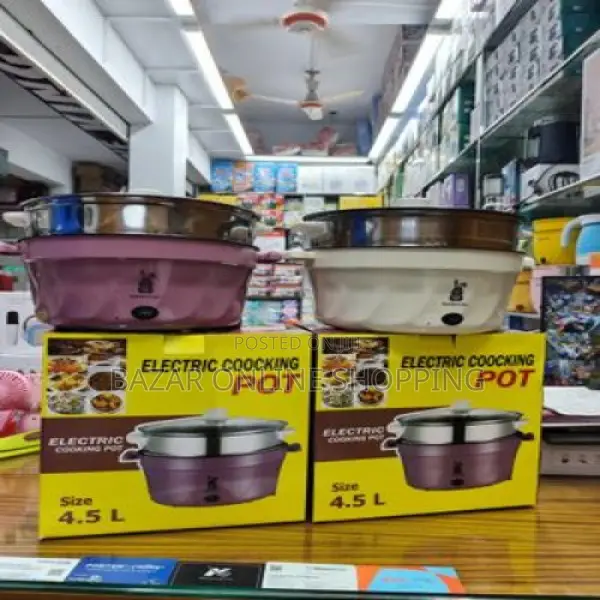 POSTED ON
BAZAR ONLINE SHOPPING
ELECTRIC COOCKING
POT
ELECTRIC
COOKING POT
Size
4.5 L
ELECTRIC COOCKING
POT
ELECTRIC
COOKING POT
Size
4.5 L